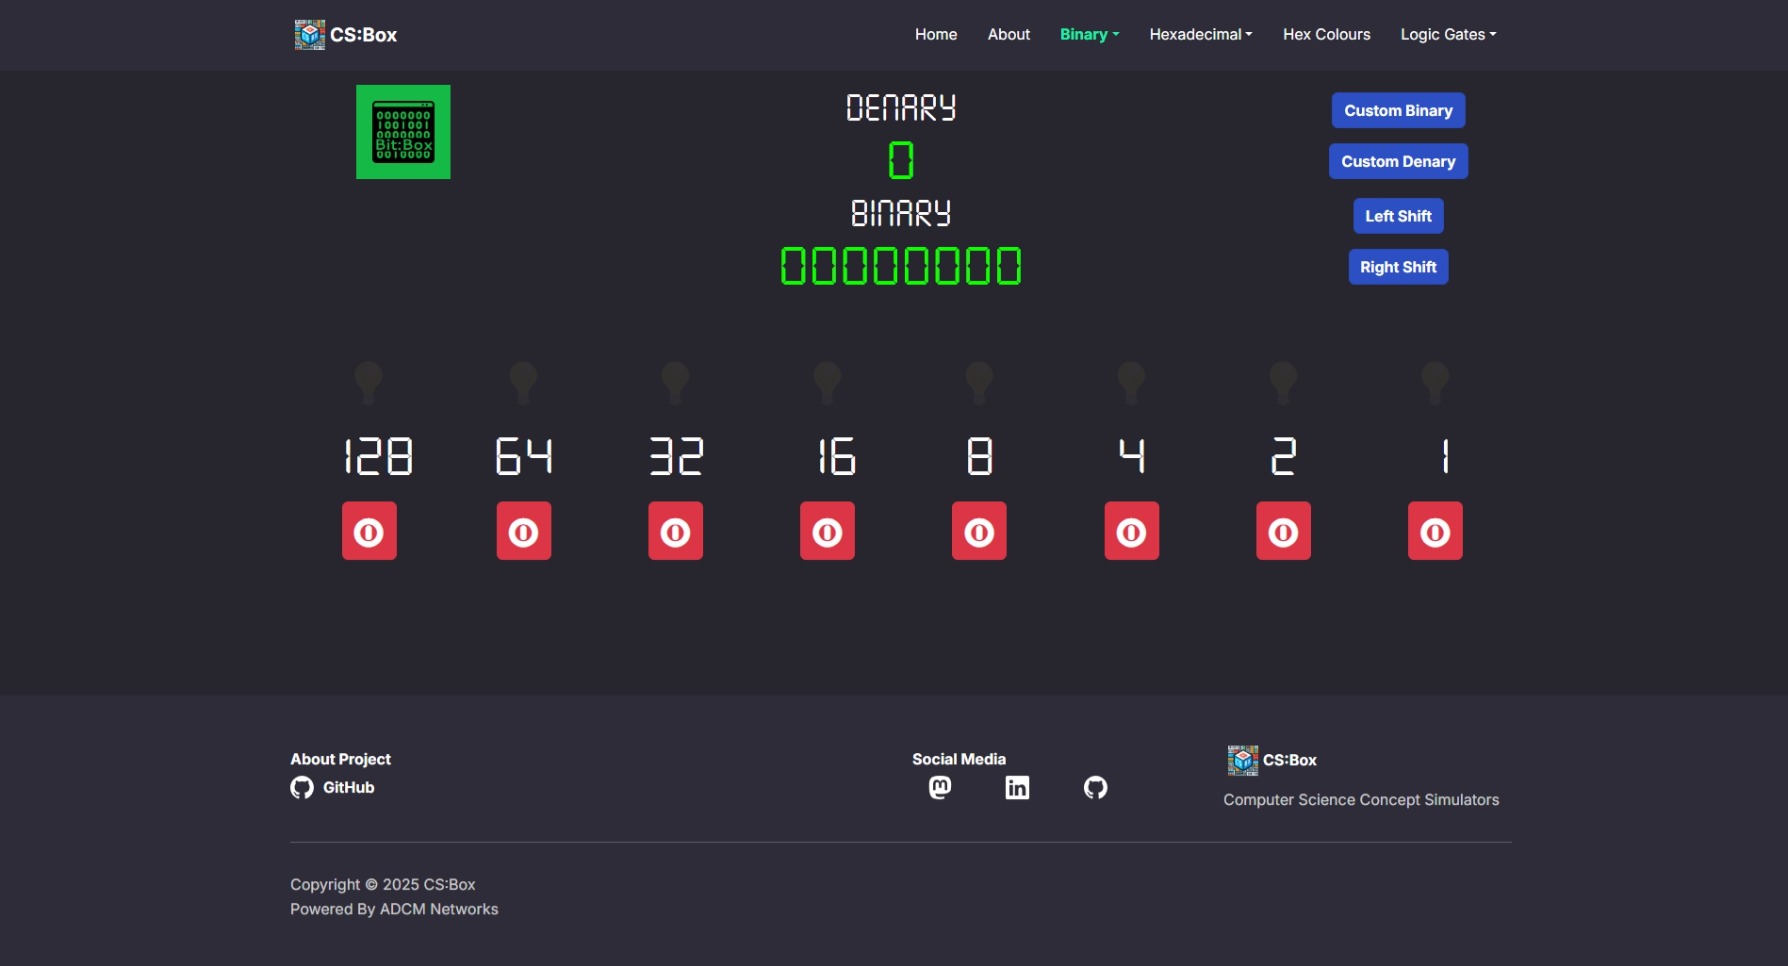 CS:Box
Home About Binary Hexadecimal Hex Colours Logic Gates
0000000
1001001
0000000
Bit:Box
0010000
DENARY
0
BINARY
00000000
Custom Binary
Custom Denary
Left Shift
Right Shift
128 64 32 16 8 4 2 1
0 0 0 0 0 0 0 0
About Project
GitHub
Social Media
CS:Box
Computer Science Concept Simulators
Copyright © 2025 CS:Box
Powered By ADCM Networks